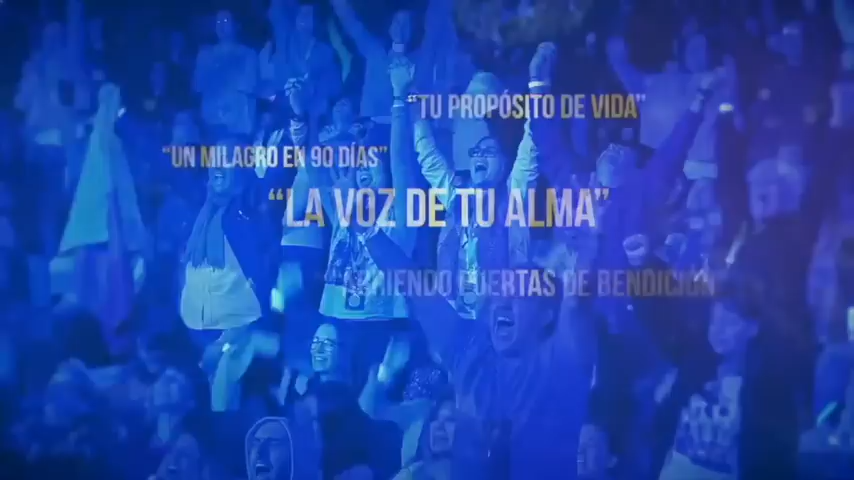 “TU PROPÓSITO DE VIDA”
“UN MILAGRO EN 90 DÍAS”
“LA VOZ DE TU ALMA”
PUERTAS DE BENDICIÓN